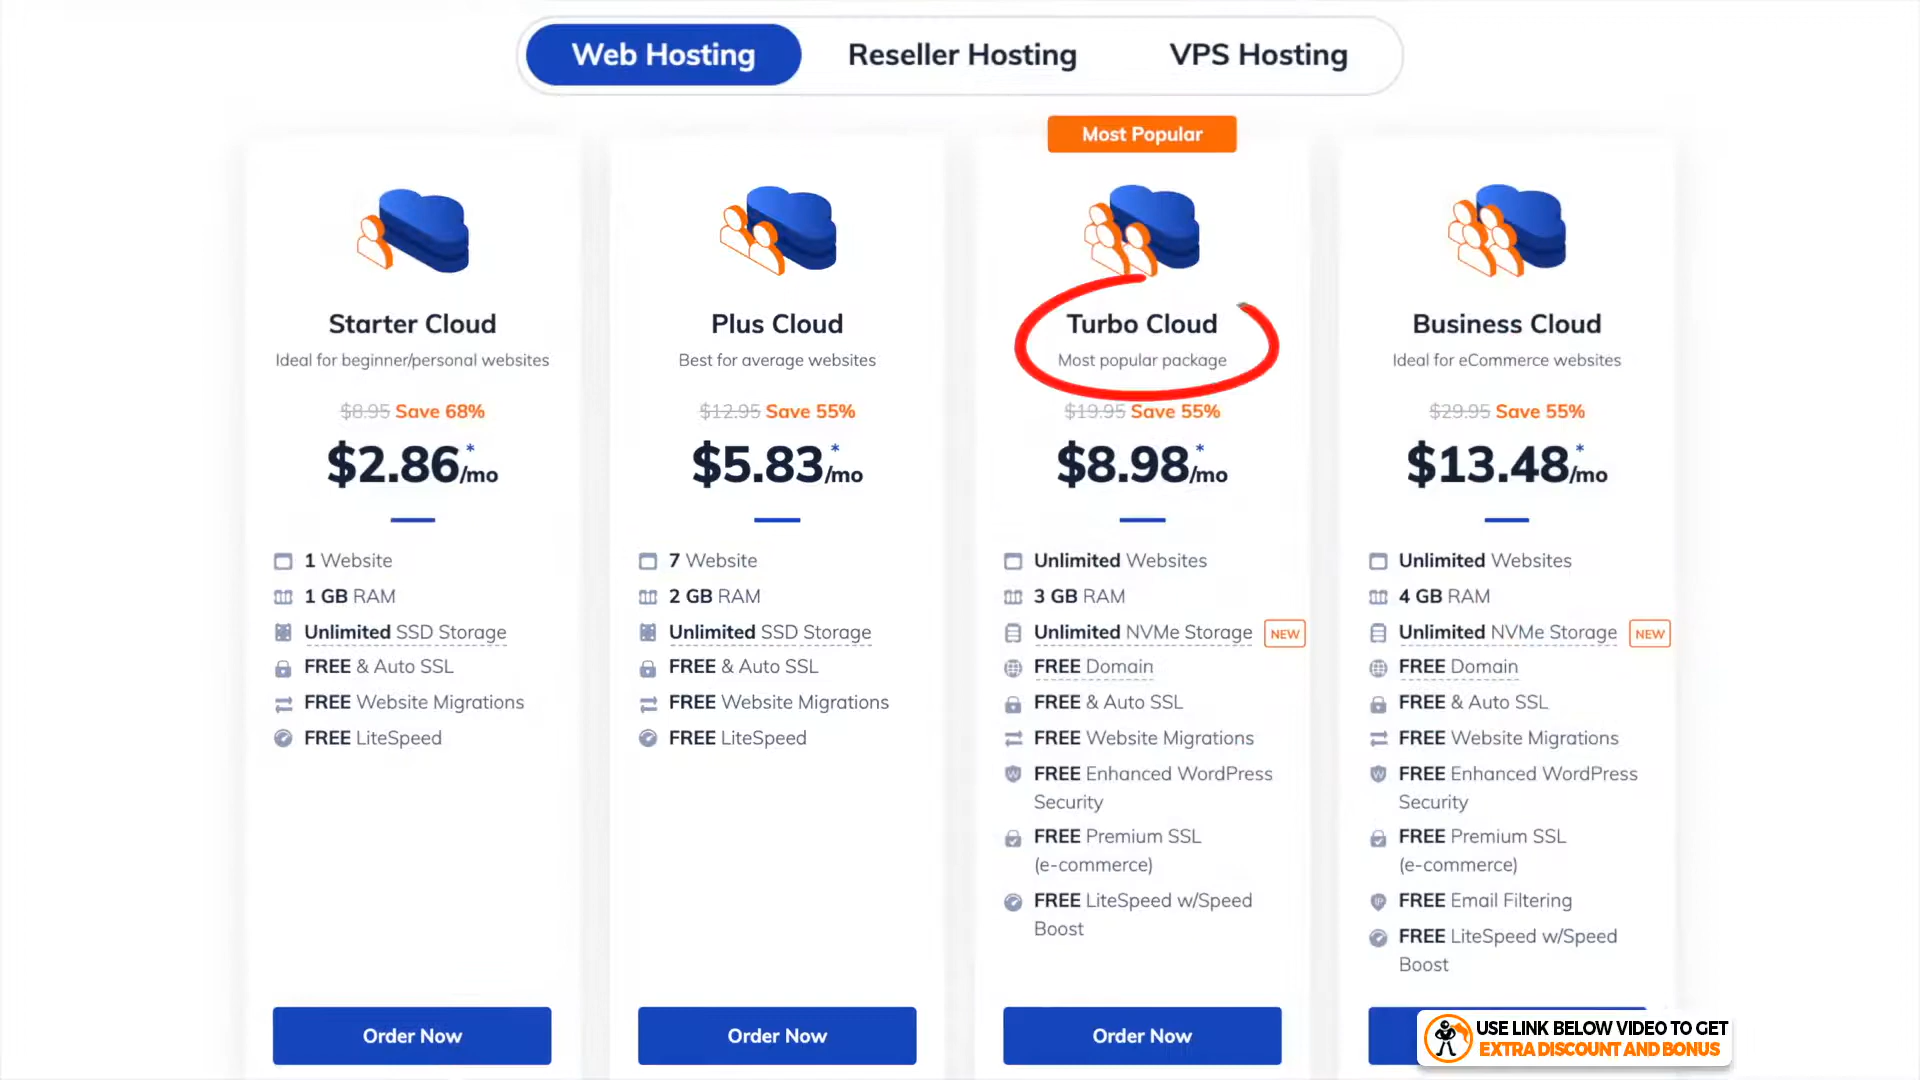 Web Hosting
Reseller Hosting
VPS Hosting
Starter Cloud
Ideal for beginner/personal websites
$8.95 Save 68%
$2.86*/mo
1 Website
1 GB RAM
Unlimited SSD Storage
FREE & Auto SSL
FREE Website Migrations
FREE LiteSpeed
Order Now
Plus Cloud
Best for average websites
$12.95 Save 55%
$5.83*/mo
7 Website
2 GB RAM
Unlimited SSD Storage
FREE & Auto SSL
FREE Website Migrations
FREE LiteSpeed
Order Now
Most Popular
Turbo Cloud
Most popular package
$19.95 Save 55%
$8.98*/mo
Unlimited Websites
3 GB RAM
Unlimited NVMe Storage NEW
FREE Domain
FREE & Auto SSL
FREE Website Migrations
FREE Enhanced WordPress
Security
FREE Premium SSL
(e-commerce)
FREE LiteSpeed w/Speed
Boost
Order Now
Business Cloud
Ideal for eCommerce websites
$29.95 Save 55%
$13.48*/mo
Unlimited Websites
4 GB RAM
Unlimited NVMe Storage NEW
FREE Domain
FREE & Auto SSL
FREE Website Migrations
FREE Enhanced WordPress
Security
FREE Premium SSL
(e-commerce)
FREE Email Filtering
FREE LiteSpeed w/Speed
Boost
USE LINK BELOW VIDEO TO GET
EXTRA DISCOUNT AND BONUS